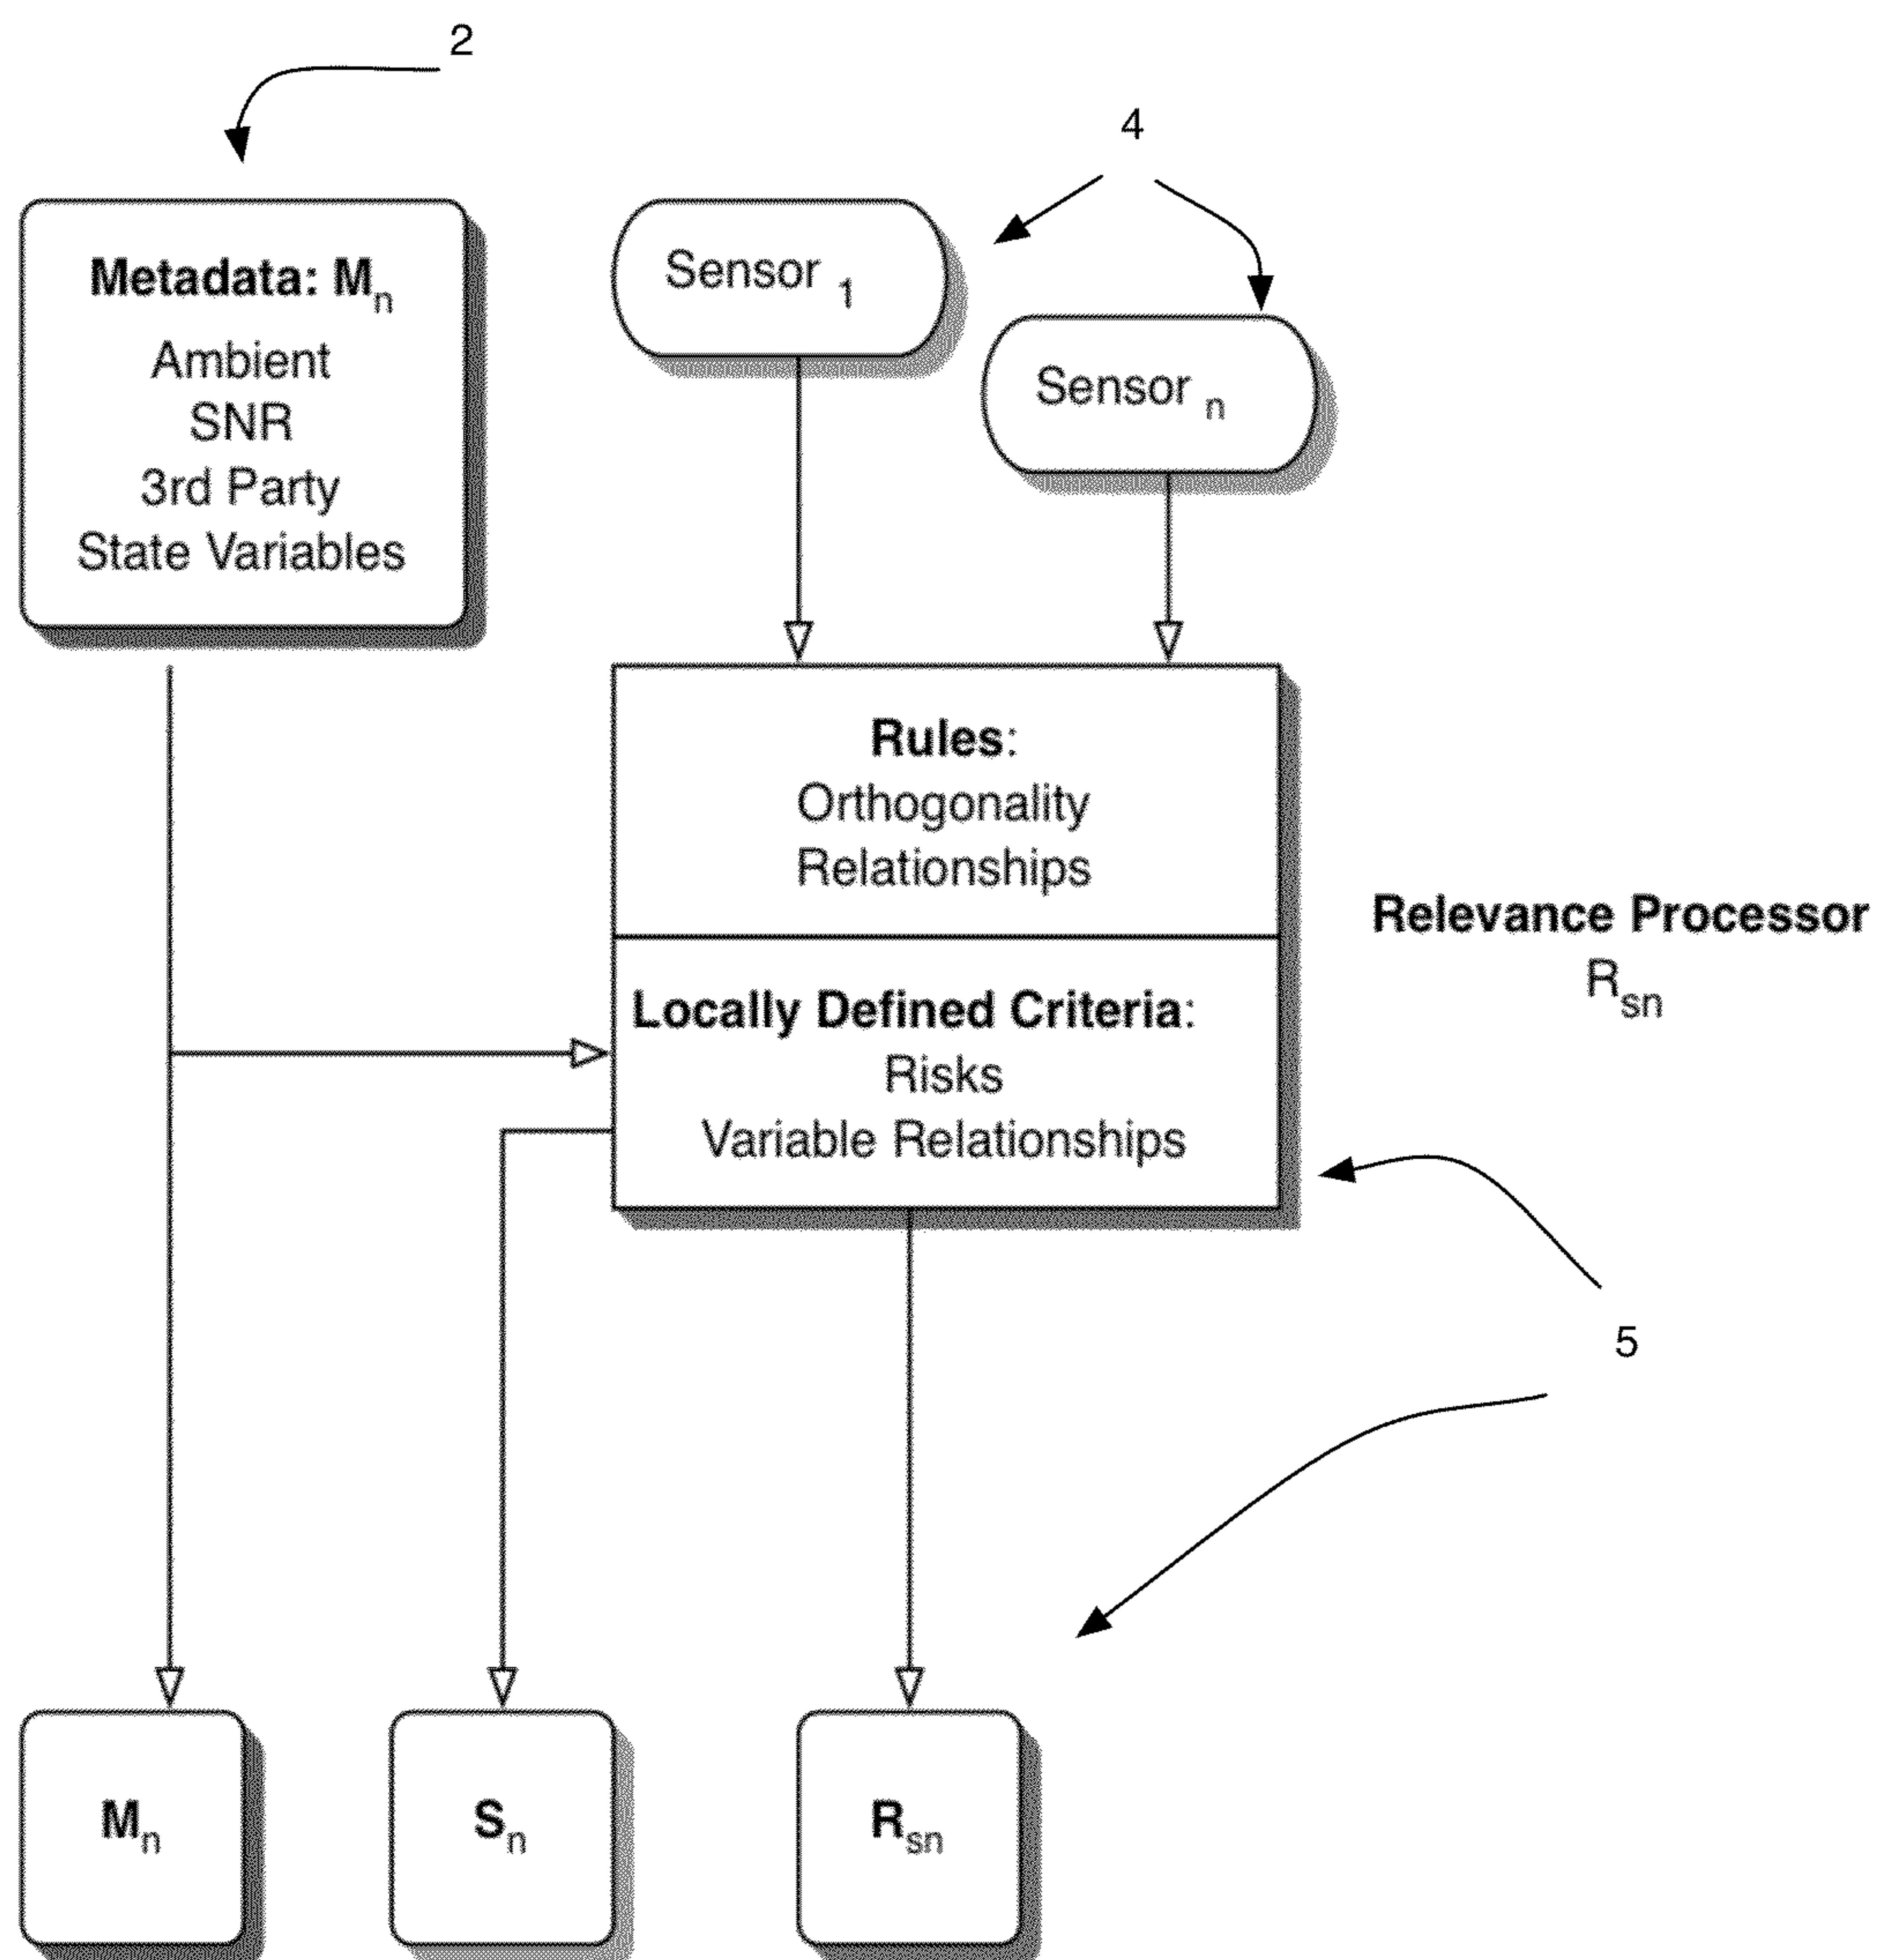 2
4
Metadata: Mn
Ambient
SNR
3rd Party
State Variables
Sensor 1
Sensor n
Rules:
Orthogonality
Relationships
Locally Defined Criteria:
Risks
Variable Relationships
Relevance Processor
Rsn
5
Mn
Sn
Rsn